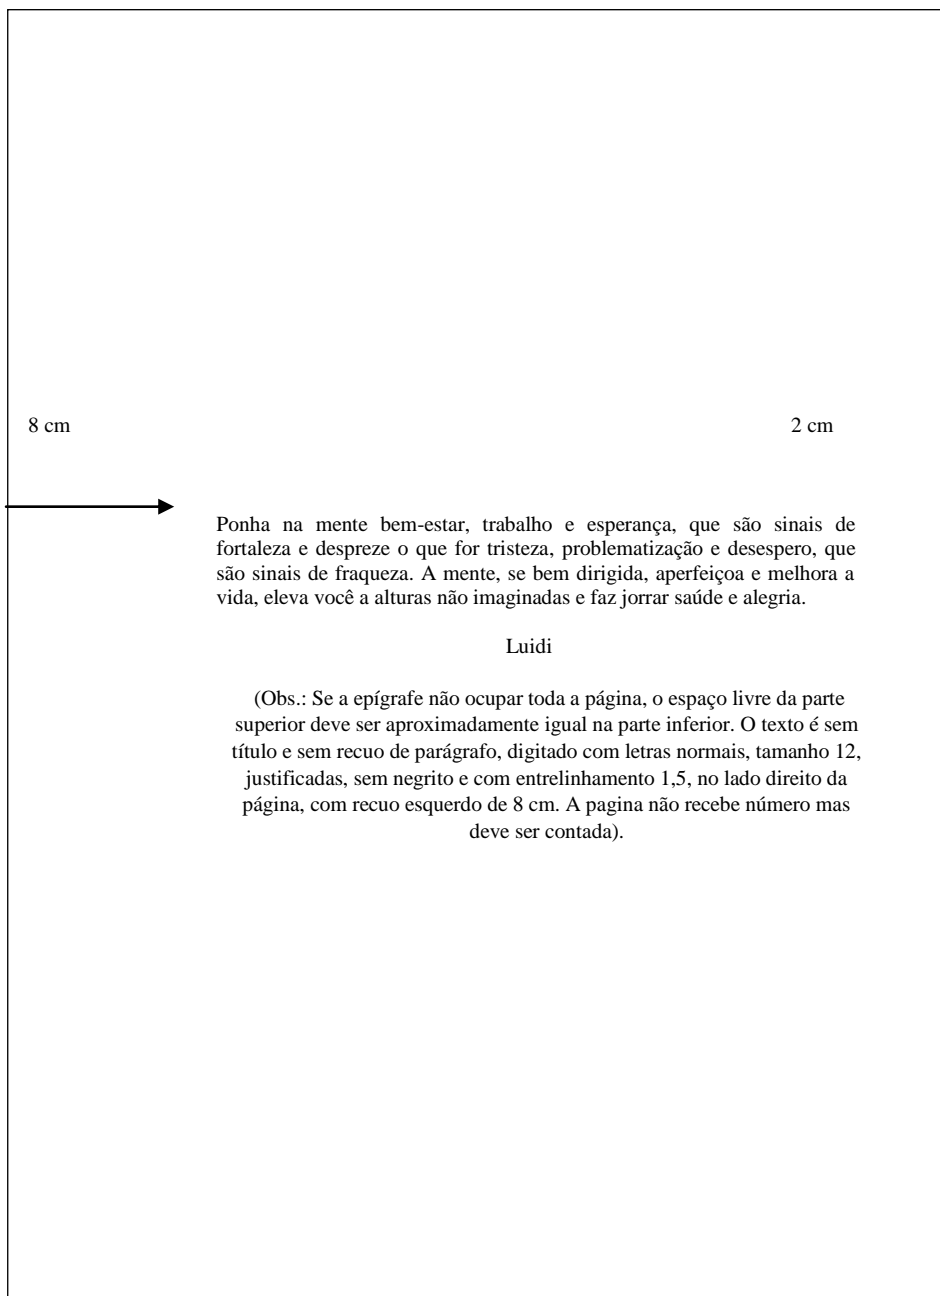 8 cm 2 cm
Ponha na mente bem-estar, trabalho e esperança, que são sinais de
fortaleza e despreze o que for tristeza, problematização e desespero, que
são sinais de fraqueza. A mente, se bem dirigida, aperfeiçoa e melhora a
vida, eleva você a alturas não imaginadas e faz jorrar saúde e alegria.
Luidi
(Obs.: Se a epígrafe não ocupar toda a página, o espaço livre da parte
superior deve ser aproximadamente igual na parte inferior. O texto é sem
título e sem recuo de parágrafo, digitado com letras normais, tamanho 12,
justificadas, sem negrito e com entrelinhamento 1,5, no lado direito da
página, com recuo esquerdo de 8 cm. A pagina não recebe número mas
deve ser contada).